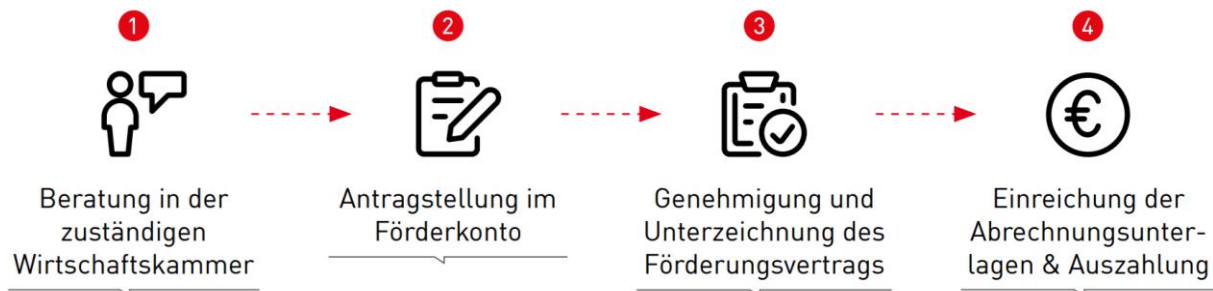 1
Beratung in der
zuständigen
Wirtschaftskammer
2
Antragstellung im
Förderkonto
3
Genehmigung und
Unterzeichnung des
Förderungsvertrags
4
€
Einreichung der
Abrechnungsunter-
lagen & Auszahlung